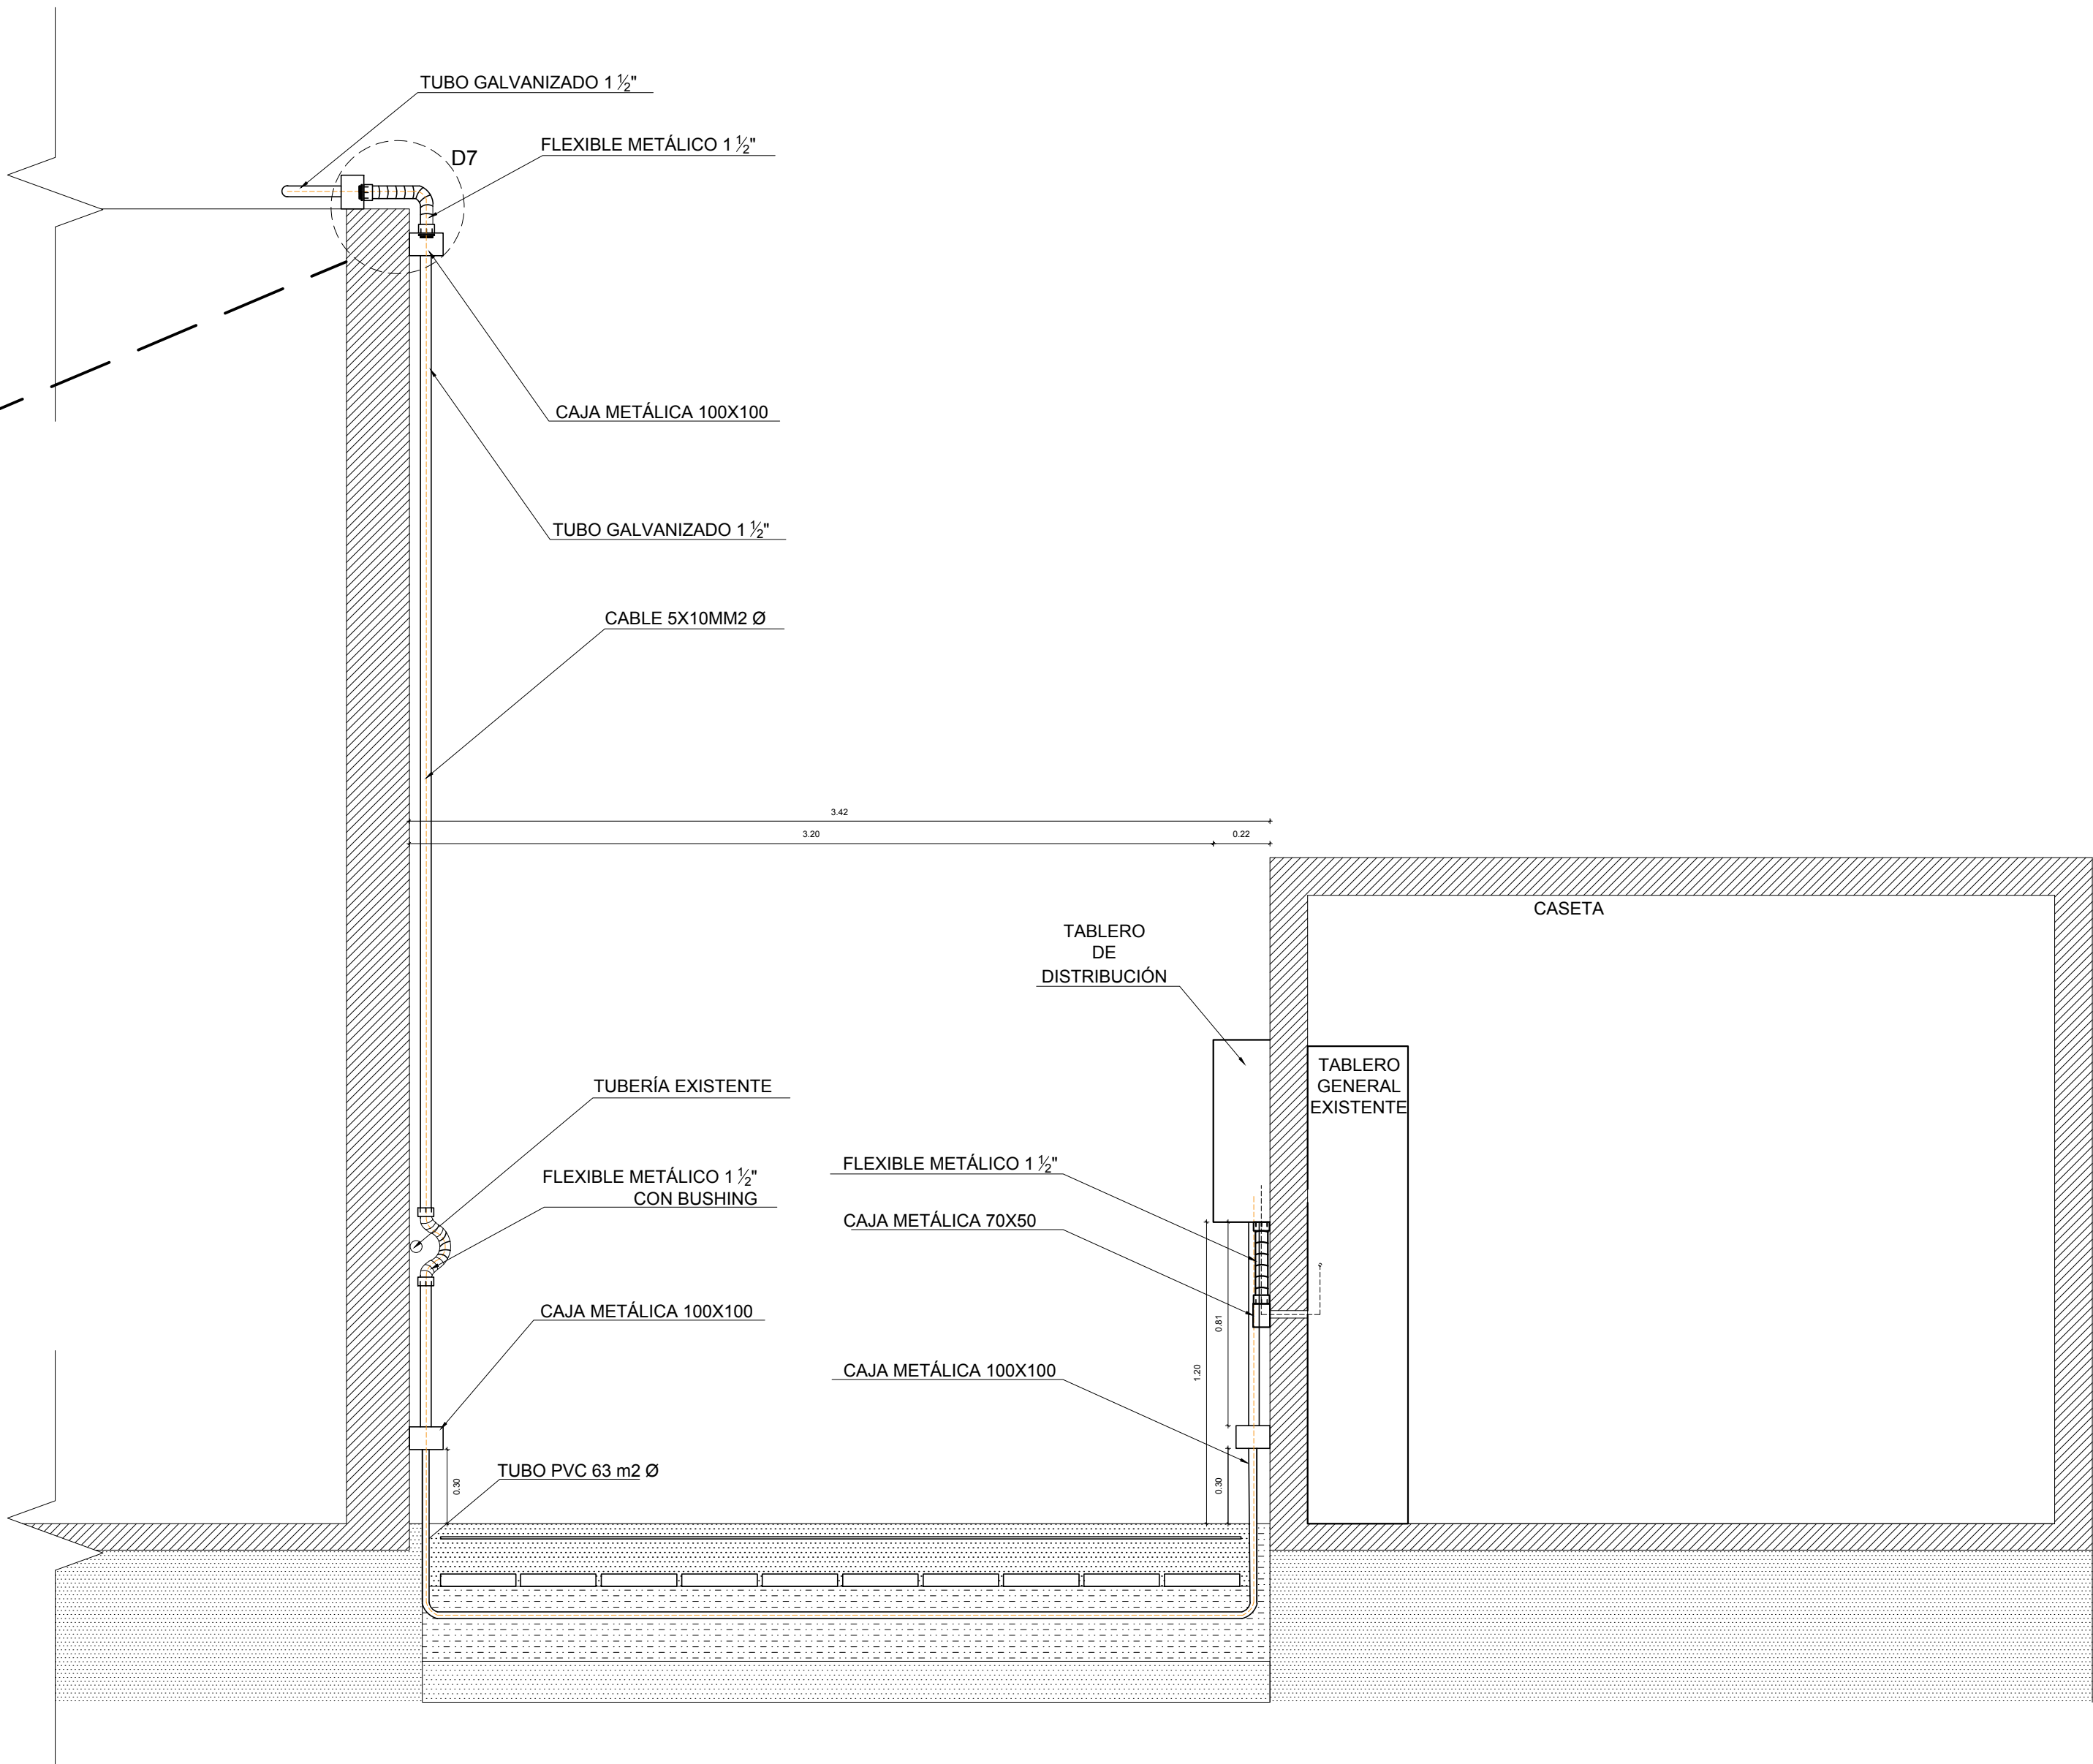 TUBO GALVANIZADO 1 ½"
D7
FLEXIBLE METÁLICO 1 ½"
CAJA METÁLICA 100X100
TUBO GALVANIZADO 1 ½"
CABLE 5X10MM2 Ø
3.42
3.20
0.22
CASETA
TABLERO
DE
DISTRIBUCIÓN
TABLERO
GENERAL
EXISTENTE
TUBERÍA EXISTENTE
FLEXIBLE METÁLICO 1 ½"
CON BUSHING
FLEXIBLE METÁLICO 1 ½"
CAJA METÁLICA 70X50
CAJA METÁLICA 100X100
0.81
1.20
CAJA METÁLICA 100X100
TUBO PVC 63 m2 Ø
0.30
0.30